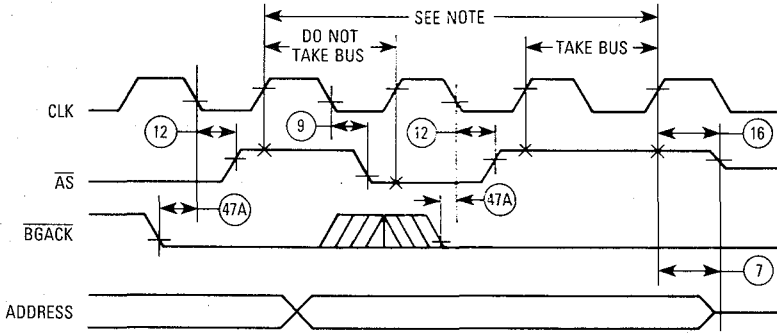 SEE NOTE
DO NOT
TAKE BUS
TAKE BUS
CLK
12
9
12
16
AS
47A
47A
BGACK
7
ADDRESS